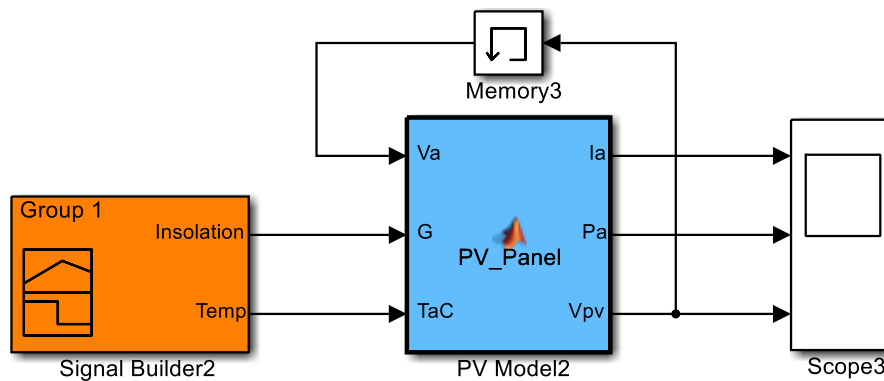 Memory3
Va
Ia
Group 1
Insolation
G
Pa
PV_Panel
Temp
TaC
Vpv
Signal Builder2
PV Model2
Scope3